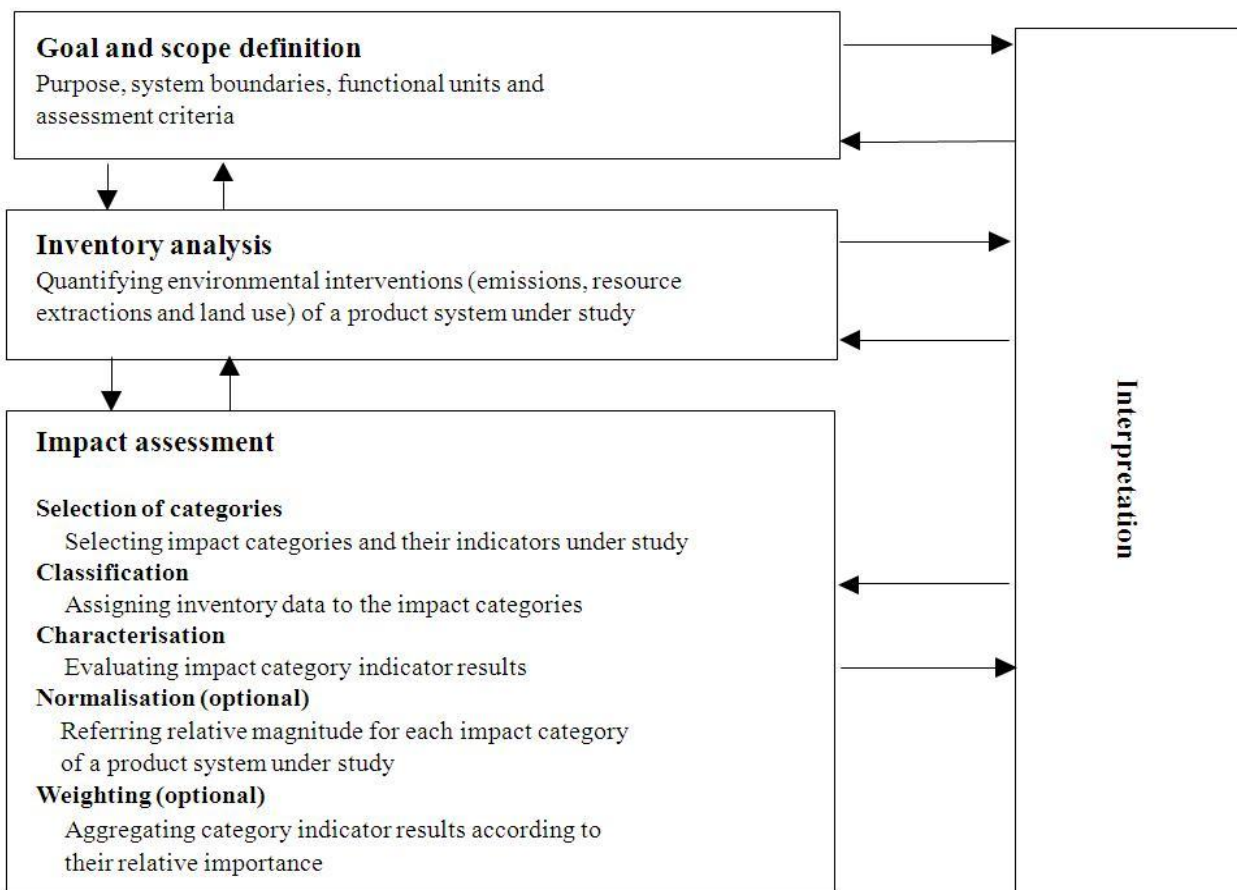 Goal and scope definition
Purpose, system boundaries, functional units and
assessment criteria
Inventory analysis
Quantifying environmental interventions (emissions, resource
extractions and land use) of a product system under study
Impact assessment
Selection of categories
Selecting impact categories and their indicators under study
Classification
Assigning inventory data to the impact categories
Characterisation
Evaluating impact category indicator results
Normalisation (optional)
Referring relative magnitude for each impact category
of a product system under study
Weighting (optional)
Aggregating category indicator results according to
their relative importance
Interpretation